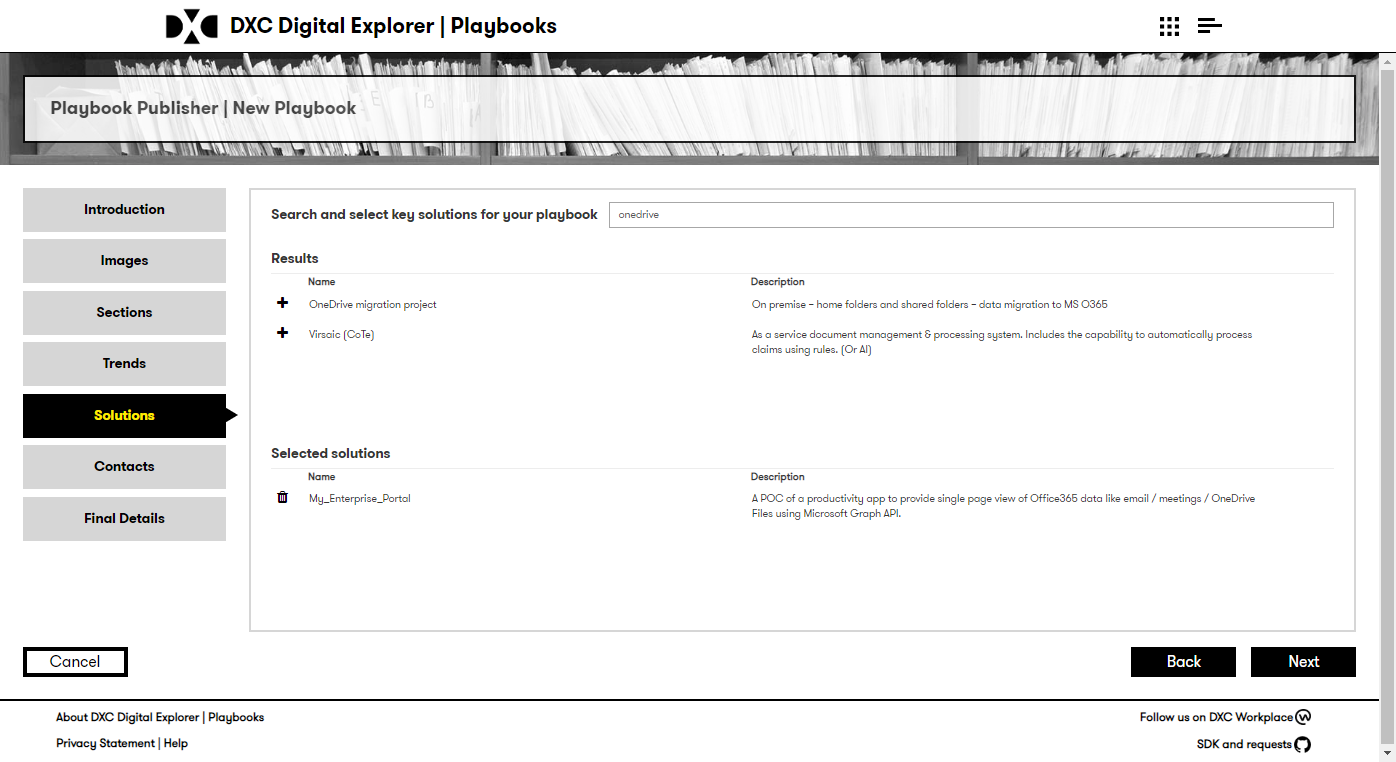 DXC Digital Explorer | Playbooks
Playbook Publisher | New Playbook
Introduction
Images
Sections
Trends
Solutions
Contacts
Final Details
Search and select key solutions for your playbook
onedrive
Results
Name Description
OneDrive migration project On premise – home folders and shared folders – data migration to MS O365
Virsaic (CoTe) As a service document management & processing system. Includes the capability to automatically process
claims using rules. (Or AI)
Selected solutions
Name Description
My_Enterprise_Portal A POC of a productivity app to provide single page view of Office365 data like email / meetings / OneDrive
Files using Microsoft Graph API.
Cancel
Back
Next
About DXC Digital Explorer | Playbooks
Privacy Statement | Help
Follow us on DXC Workplace
SDK and requests